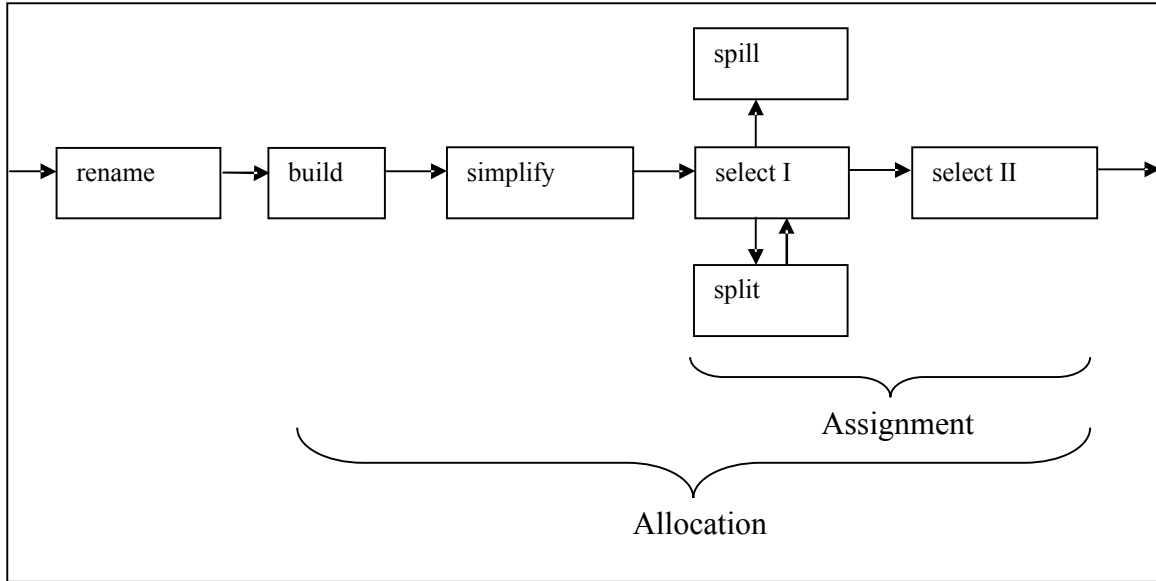 spill
rename
build
simplify
select I
select II
split
Assignment
Allocation